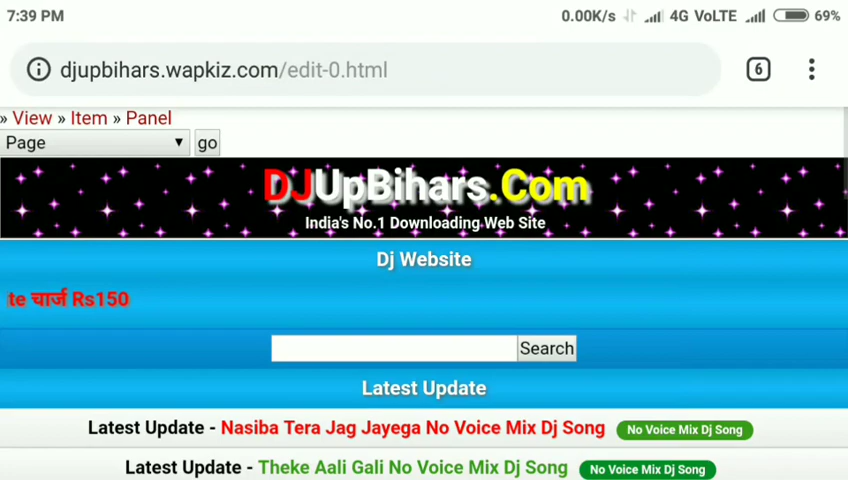 7:39 PM 0.00K/s 4G VoLTE 69%
djupbihars.wapkiz.com/edit-0.html 6
» View » Item » Panel
Page go
DJUpBihars.Com
India's No.1 Downloading Web Site
Dj Website
te चार्ज Rs150
Search
Latest Update
Latest Update - Nasiba Tera Jag Jayega No Voice Mix Dj Song No Voice Mix Dj Song
Latest Update - Theke Aali Gali No Voice Mix Dj Song No Voice Mix Dj Song